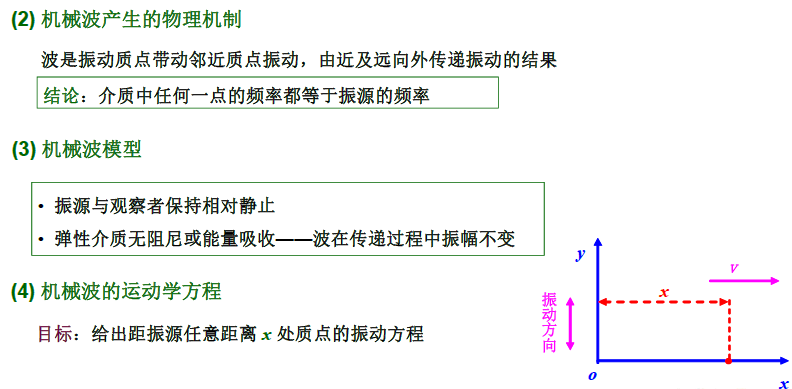 (2) 机械波产生的物理机制
波是振动质点带动邻近质点振动，由近及远向外传递振动的结果
结论：介质中任何一点的频率都等于振源的频率
(3) 机械波模型
• 振源与观察者保持相对静止
• 弹性介质无阻尼或能量吸收——波在传递过程中振幅不变
(4) 机械波的运动学方程
目标：给出距振源任意距离 x 处质点的振动方程
y
V
x
振动方向
o
x